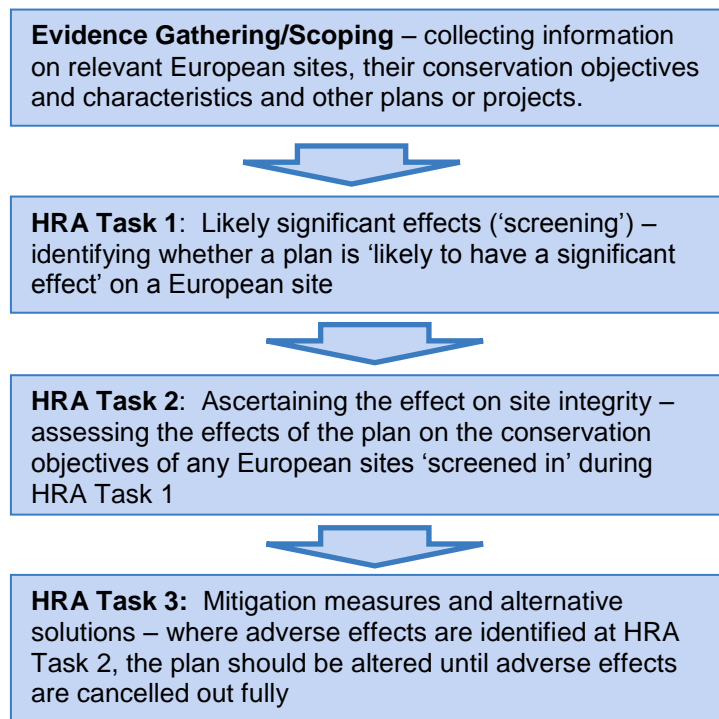 Evidence Gathering/Scoping – collecting information
on relevant European sites, their conservation objectives
and characteristics and other plans or projects.
HRA Task 1:  Likely significant effects (‘screening’) –
identifying whether a plan is ‘likely to have a significant
effect’ on a European site
HRA Task 2:  Ascertaining the effect on site integrity –
assessing the effects of the plan on the conservation
objectives of any European sites ‘screened in’ during
HRA Task 1
HRA Task 3:  Mitigation measures and alternative
solutions – where adverse effects are identified at HRA
Task 2, the plan should be altered until adverse effects
are cancelled out fully